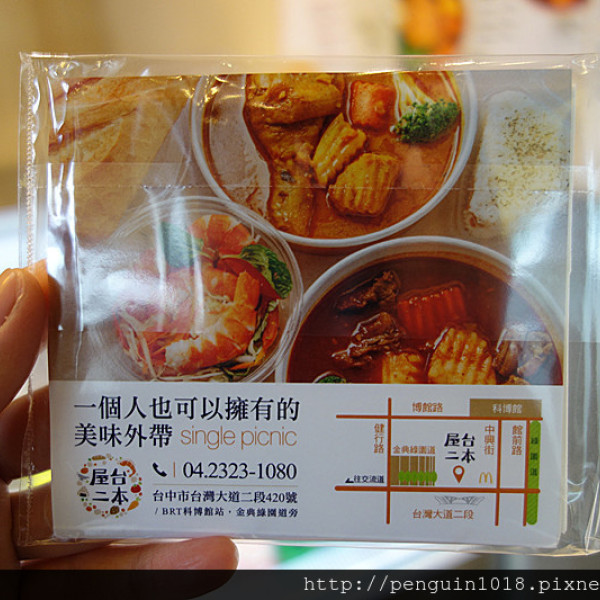 一個人也可以擁有的
美味外帶 single picnic
屋台
二本
04.2323-1080
台中市台灣大道二段420號
/ BRT科博館站，金典綠園道旁
博館路
科博館
健行路
金典綠園道
屋台
二本
中興街
館前路
綠園道
往交流道
台灣大道二段
http://penguin1018.pixne